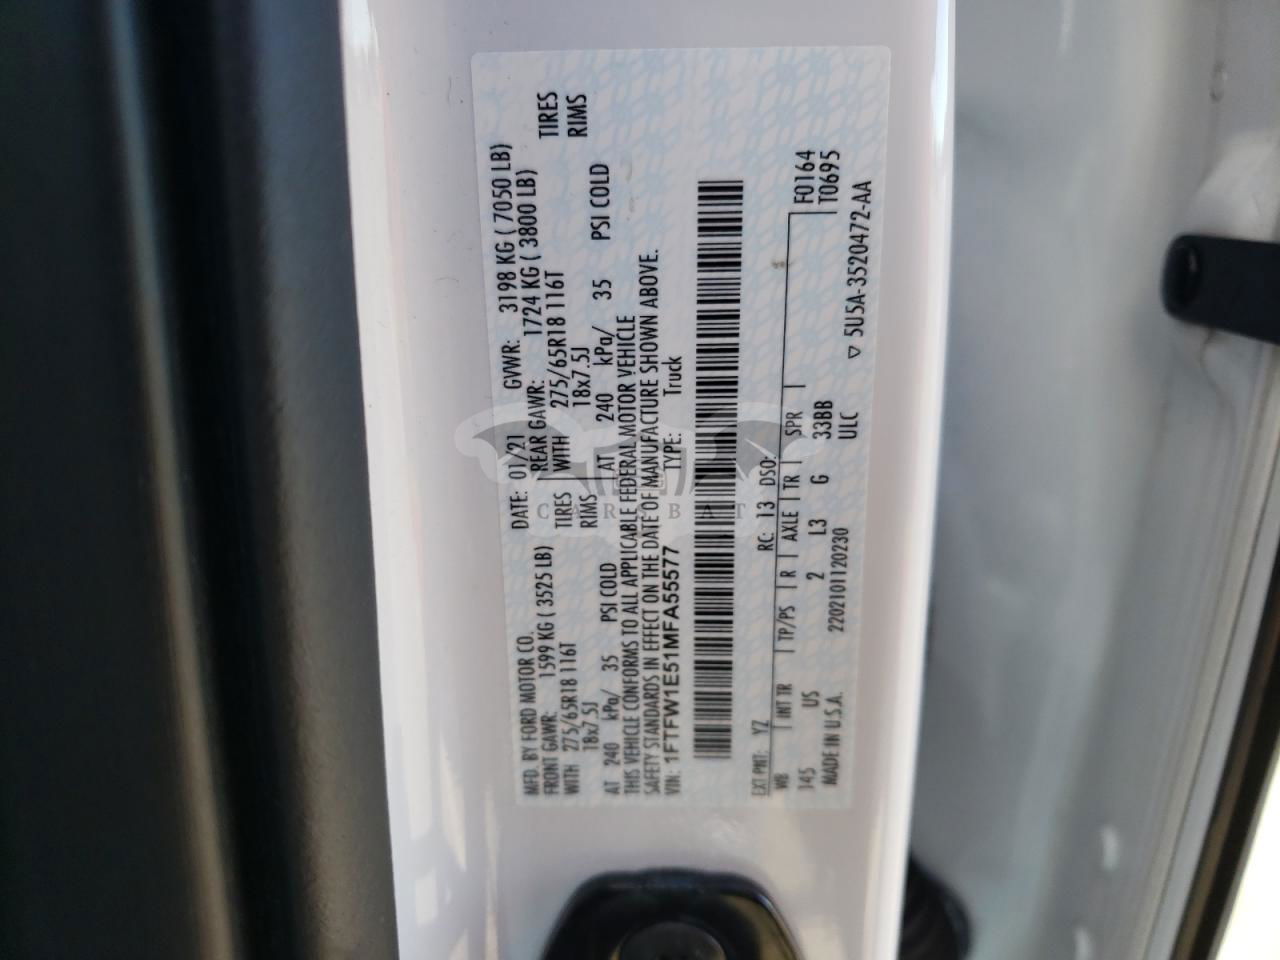 MFD. BY FORD MOTOR CO. DATE: 01/21 GVWR: 3198 KG ( 7050 LB)
FRONT GAWR: 1599 KG ( 3525 LB) REAR GAWR: 1724 KG ( 3800 LB)
WITH 275/65R18 116T TIRES WITH 275/65R18 116T TIRES
18x7.5J RIMS 18x7.5J RIMS
AT 240 kPa/ 35 PSI COLD AT 240 kPa/ 35 PSI COLD
THIS VEHICLE CONFORMS TO ALL APPLICABLE FEDERAL MOTOR VEHICLE
SAFETY STANDARDS IN EFFECT ON THE DATE OF MANUFACTURE SHOWN ABOVE.
VIN: 1FTFW1E51MFA55577 TYPE: Truck
EXT PNT: YZ RC: 13 DSO: F0164
WB INT TR TP/PS R AXLE TR SPR T0695
145 US 2 L3 G 33BB
MADE IN U.S.A. 2202101120230 ULC
▽ 5U5A-3520472-AA
CARSBAT